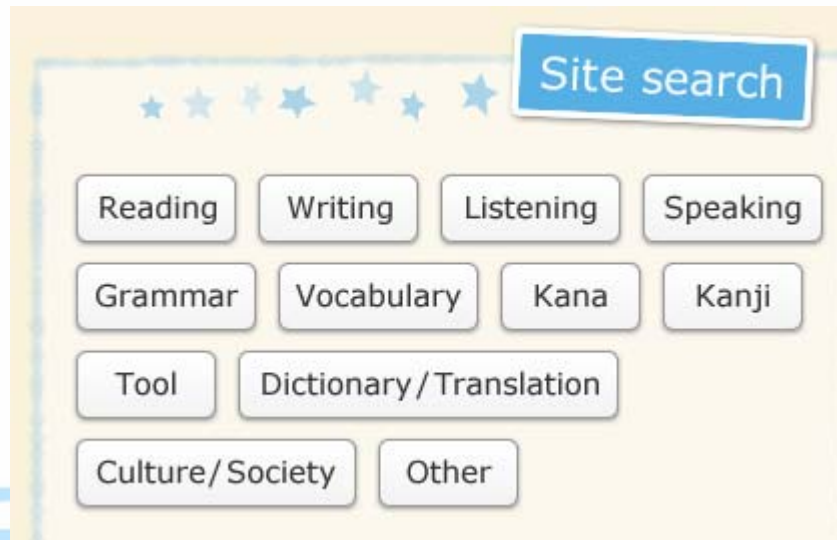 Site search
Reading Writing Listening Speaking
Grammar Vocabulary Kana Kanji
Tool Dictionary/Translation
Culture/Society Other